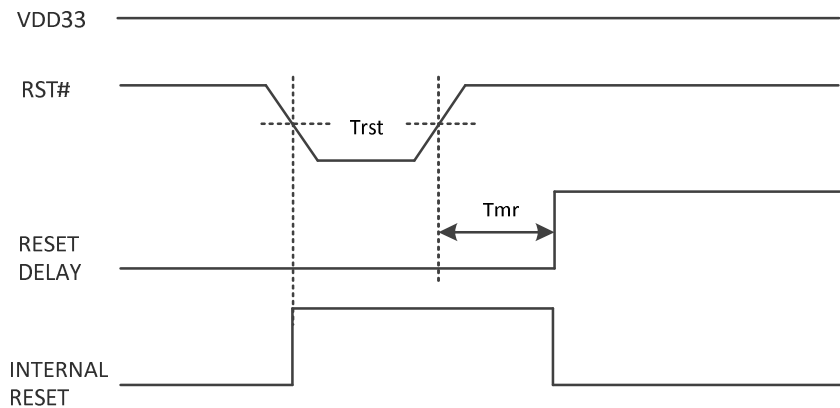 VDD33
RST#
Trst
Tmr
RESET
DELAY
INTERNAL
RESET